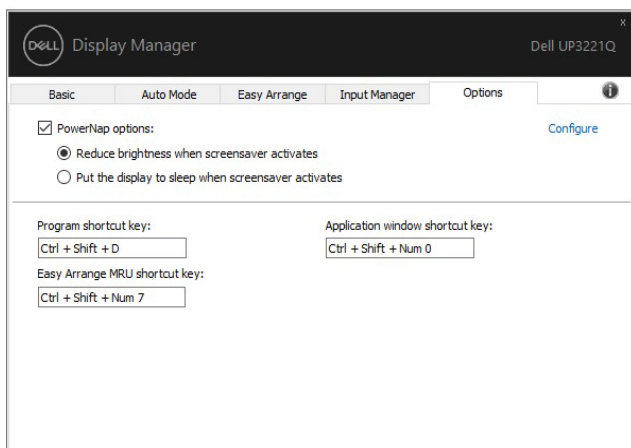 DELL Display Manager
Dell UP3221Q
x
Basic
Auto Mode
Easy Arrange
Input Manager
Options
PowerNap options:
Configure
Reduce brightness when screensaver activates
Put the display to sleep when screensaver activates
Program shortcut key:
Ctrl + Shift + D
Application window shortcut key:
Ctrl + Shift + Num 0
Easy Arrange MRU shortcut key:
Ctrl + Shift + Num 7